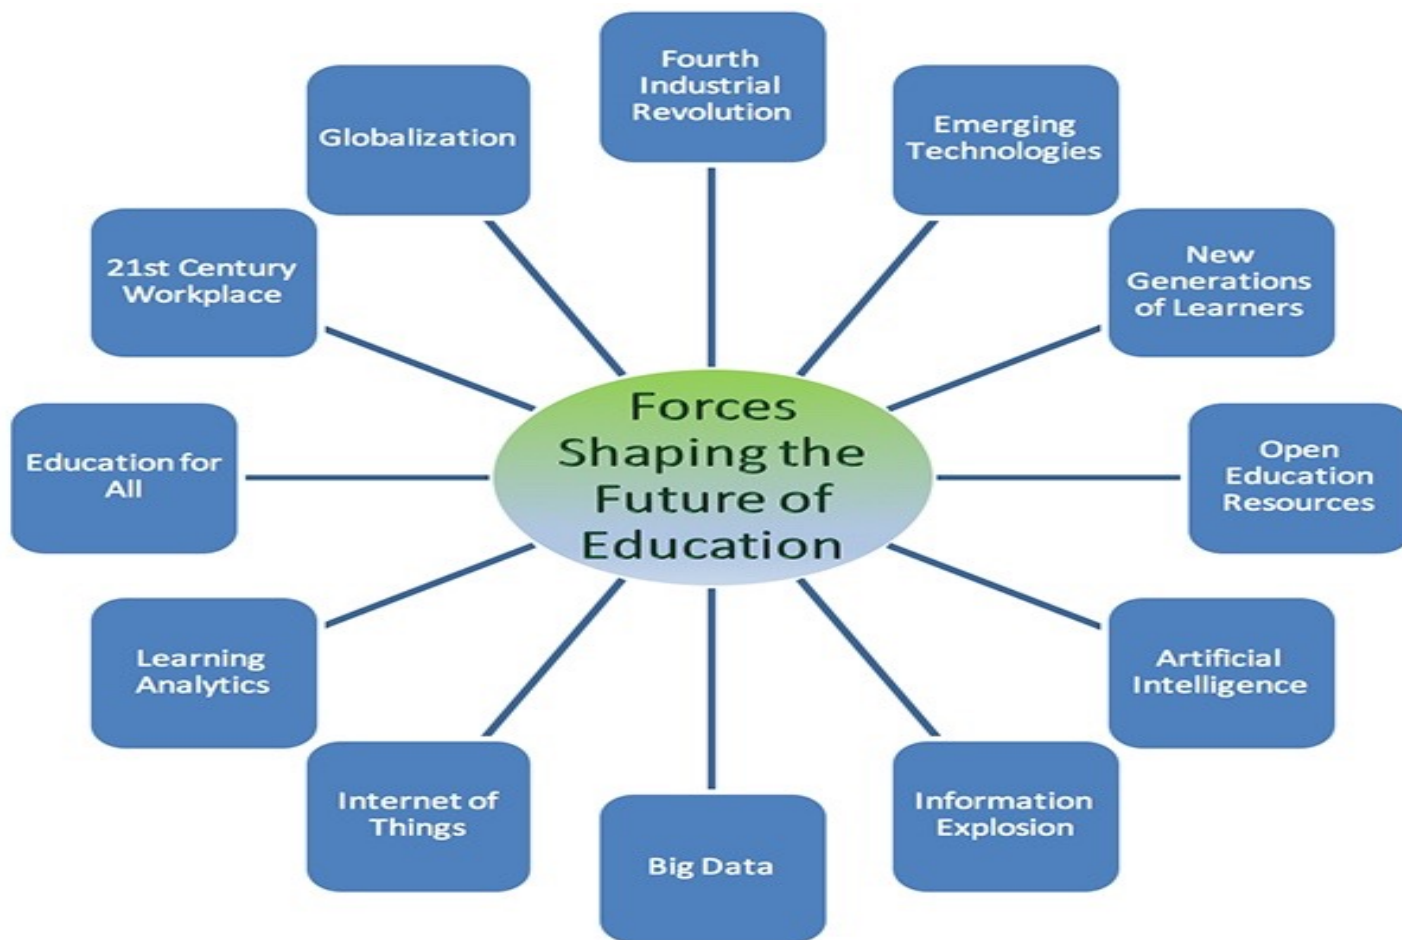 Fourth
Industrial
Revolution
Emerging
Technologies
New
Generations
of Learners
Open
Education
Resources
Artificial
Intelligence
Information
Explosion
Big Data
Internet of
Things
Learning
Analytics
Education for
All
21st Century
Workplace
Globalization
Forces
Shaping the
Future of
Education